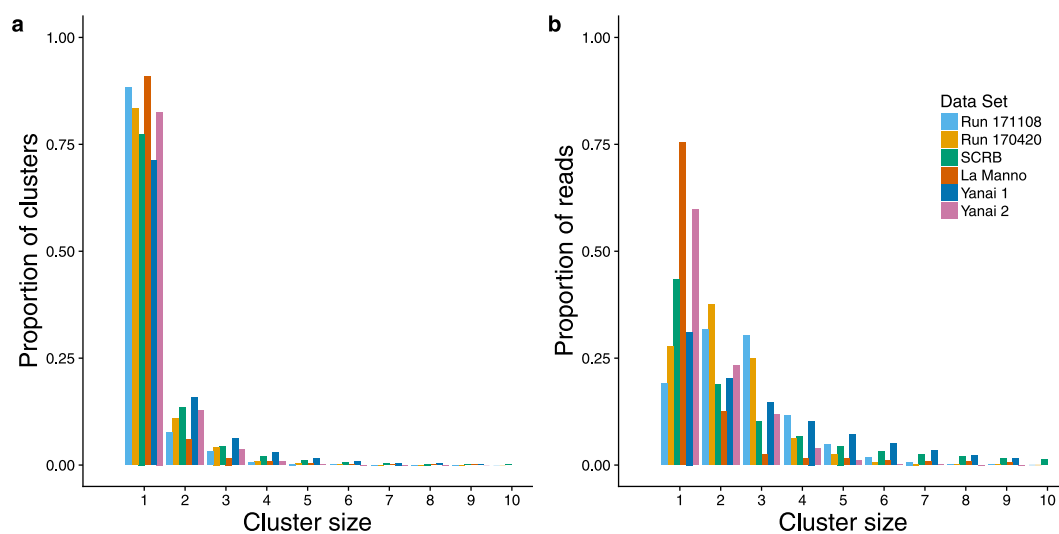 a
1.00
0.75
0.50
0.25
0.00
Proportion of clusters
1 2 3 4 5 6 7 8 9 10
Cluster size
b
1.00
0.75
0.50
0.25
0.00
Proportion of reads
Data Set
Run 171108
Run 170420
SCRB
La Manno
Yanai 1
Yanai 2
1 2 3 4 5 6 7 8 9 10
Cluster size